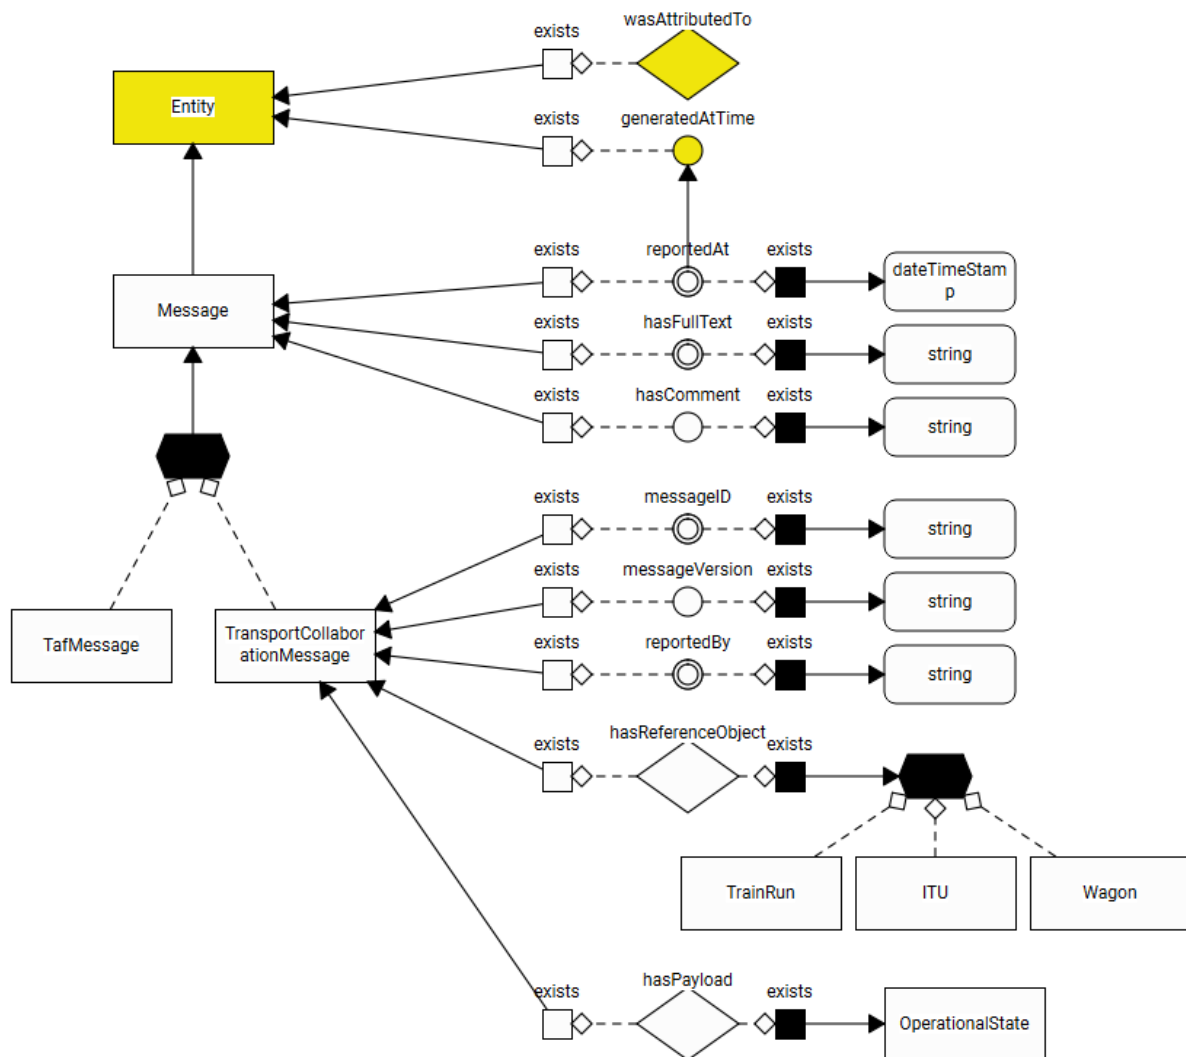 wasAttributedTo
exists
Entity
generatedAtTime
exists
exists
reportedAt
exists
dateTimeStam
p
Message
exists
hasFullText
exists
string
exists
hasComment
exists
string
exists
messageID
exists
string
exists
messageVersion
exists
string
TafMessage
TransportCollabor
ationMessage
exists
reportedBy
exists
string
exists
hasReferenceObject
exists
TrainRun
ITU
Wagon
exists
hasPayload
exists
OperationalState